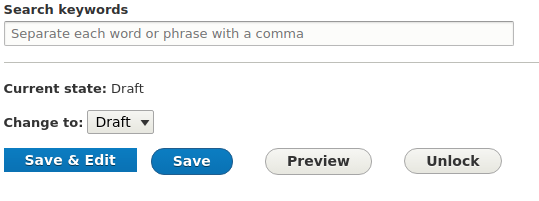 Search keywords
Separate each word or phrase with a comma
Current state: Draft
Change to: Draft
Save & Edit Save Preview Unlock